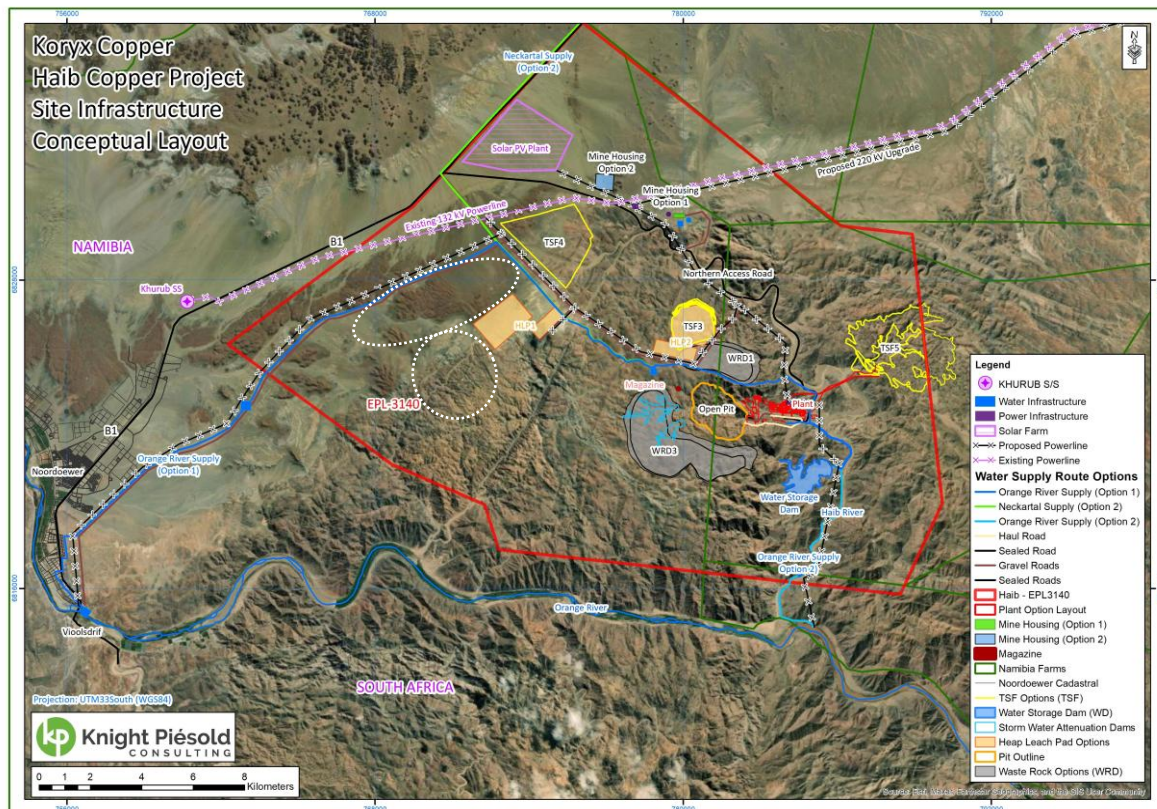 756000
768000
780000
792000
Koryx Copper
Haib Copper Project
Site Infrastructure
Conceptual Layout
Neckartal Supply
(Option 2)
N
Solar PV Plant
Mine Housing
Option 2
Proposed 220 kV Upgrade
Mine Housing
Option 1
Existing 132 kV Powerline
NAMIBIA
B1
TSF4
Northern Access Road
6828000
Khurub SS
HLP1
TSF3
HLP2
TSF5
WRD1
Magazine
EPL-3140
Open Pit
Plant
B1
WRD3
Noordoewer
Orange River Supply
(Option 1)
Water Storage
Dam
Haib River
Orange River Supply
Option 2)
6816000
Orange River
Vioolsdrif
SOUTH AFRICA
Projection: UTM33South (WGS84)
kp Knight Piésold
CONSULTING
0 1 2 4 6 8
Kilometers
Legend
KHURUB S/S
Water Infrastructure
Power Infrastructure
Solar Farm
Proposed Powerline
Existing Powerline
Water Supply Route Options
Orange River Supply (Option 1)
Neckartal Supply (Option 2)
Orange River Supply (Option 2)
Haul Road
Sealed Road
Gravel Roads
Sealed Roads
Haib - EPL3140
Plant Option Layout
Mine Housing (Option 1)
Mine Housing (Option 2)
Magazine
Namibia Farms
Noordoewer Cadastral
TSF Options (TSF)
Water Storage Dam (WD)
Storm Water Attenuation Dams
Heap Leach Pad Options
Pit Outline
Waste Rock Options (WRD)
and the GIS User Community